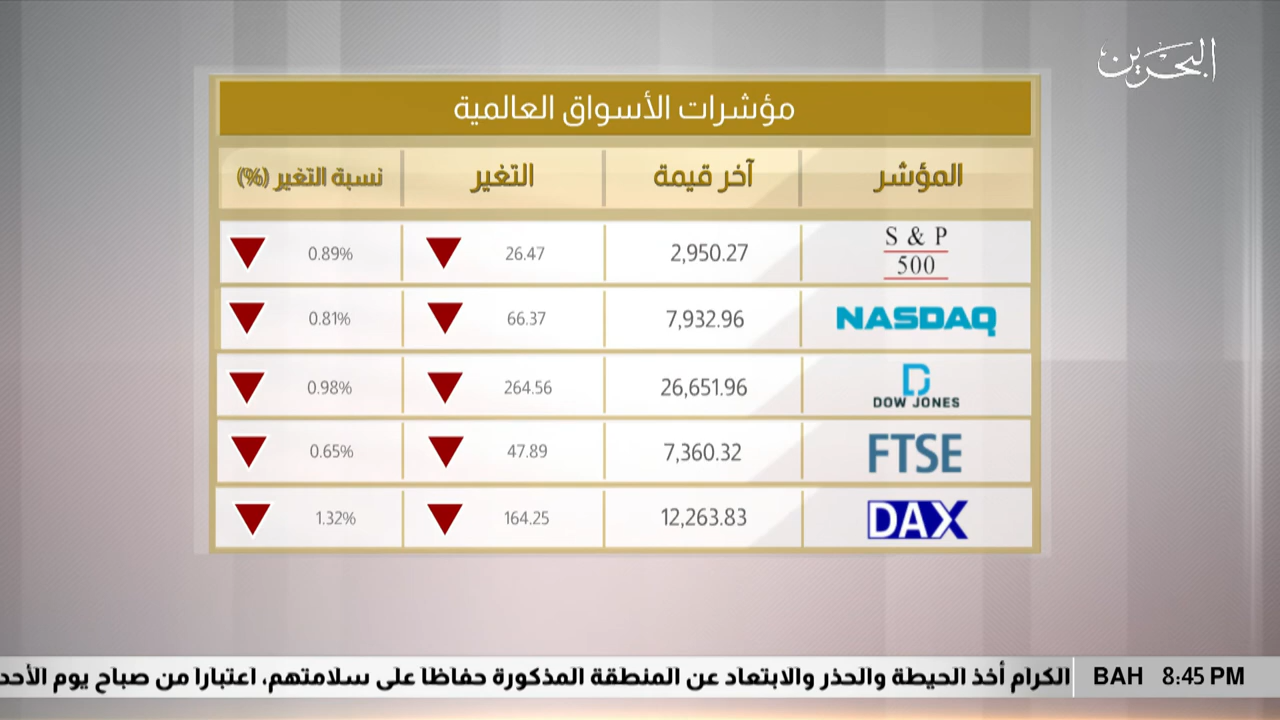 البحرين
مؤشرات الأسواق العالمية
المؤشر آخر قيمة التغير نسبة التغير (%)
S & P 500 2,950.27 26.47 0.89%
NASDAQ 7,932.96 66.37 0.81%
DOW JONES 26,651.96 264.56 0.98%
FTSE 7,360.32 47.89 0.65%
DAX 12,263.83 164.25 1.32%
BAH 8:45 PM
الكرام أخذ الحيطة والحذر والابتعاد عن المنطقة المذكورة حفاظا على سلامتهم، اعتبارا من صباح يوم الأحد